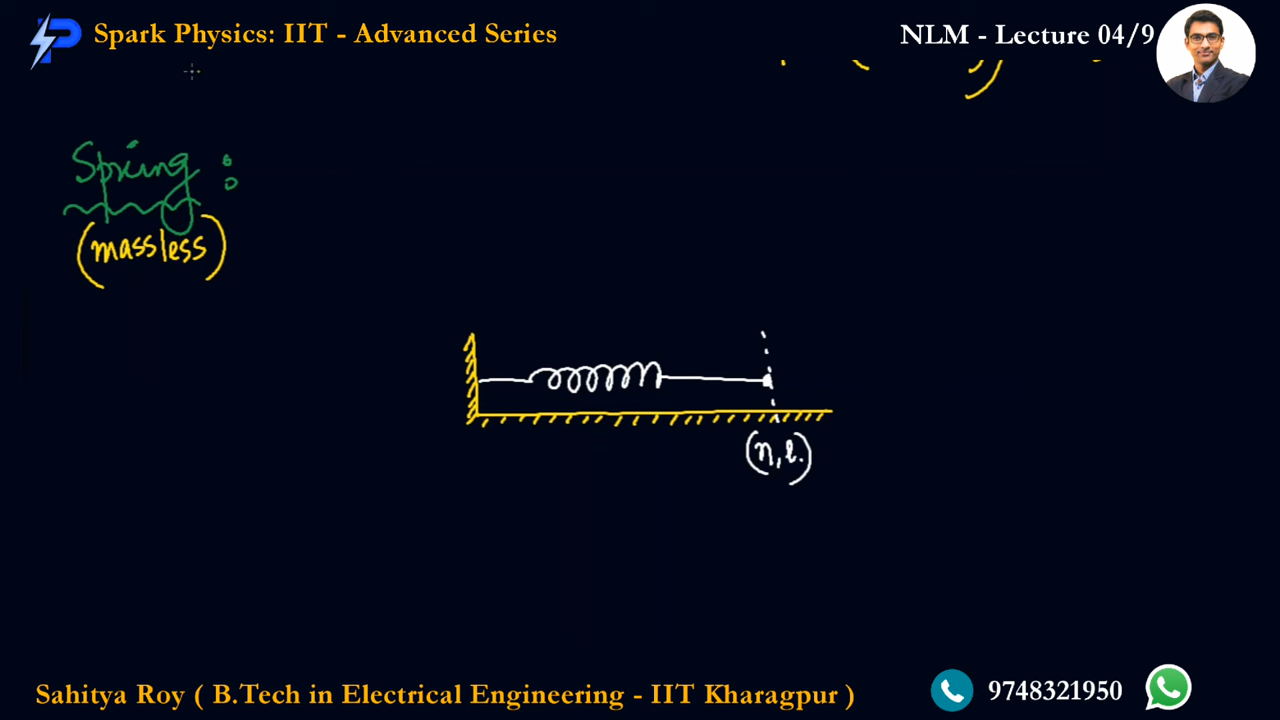 Spark Physics: IIT - Advanced Series
NLM - Lecture 04/9
Spring :
(massless)
(n, l.)
Sahitya Roy ( B.Tech in Electrical Engineering - IIT Kharagpur )
9748321950